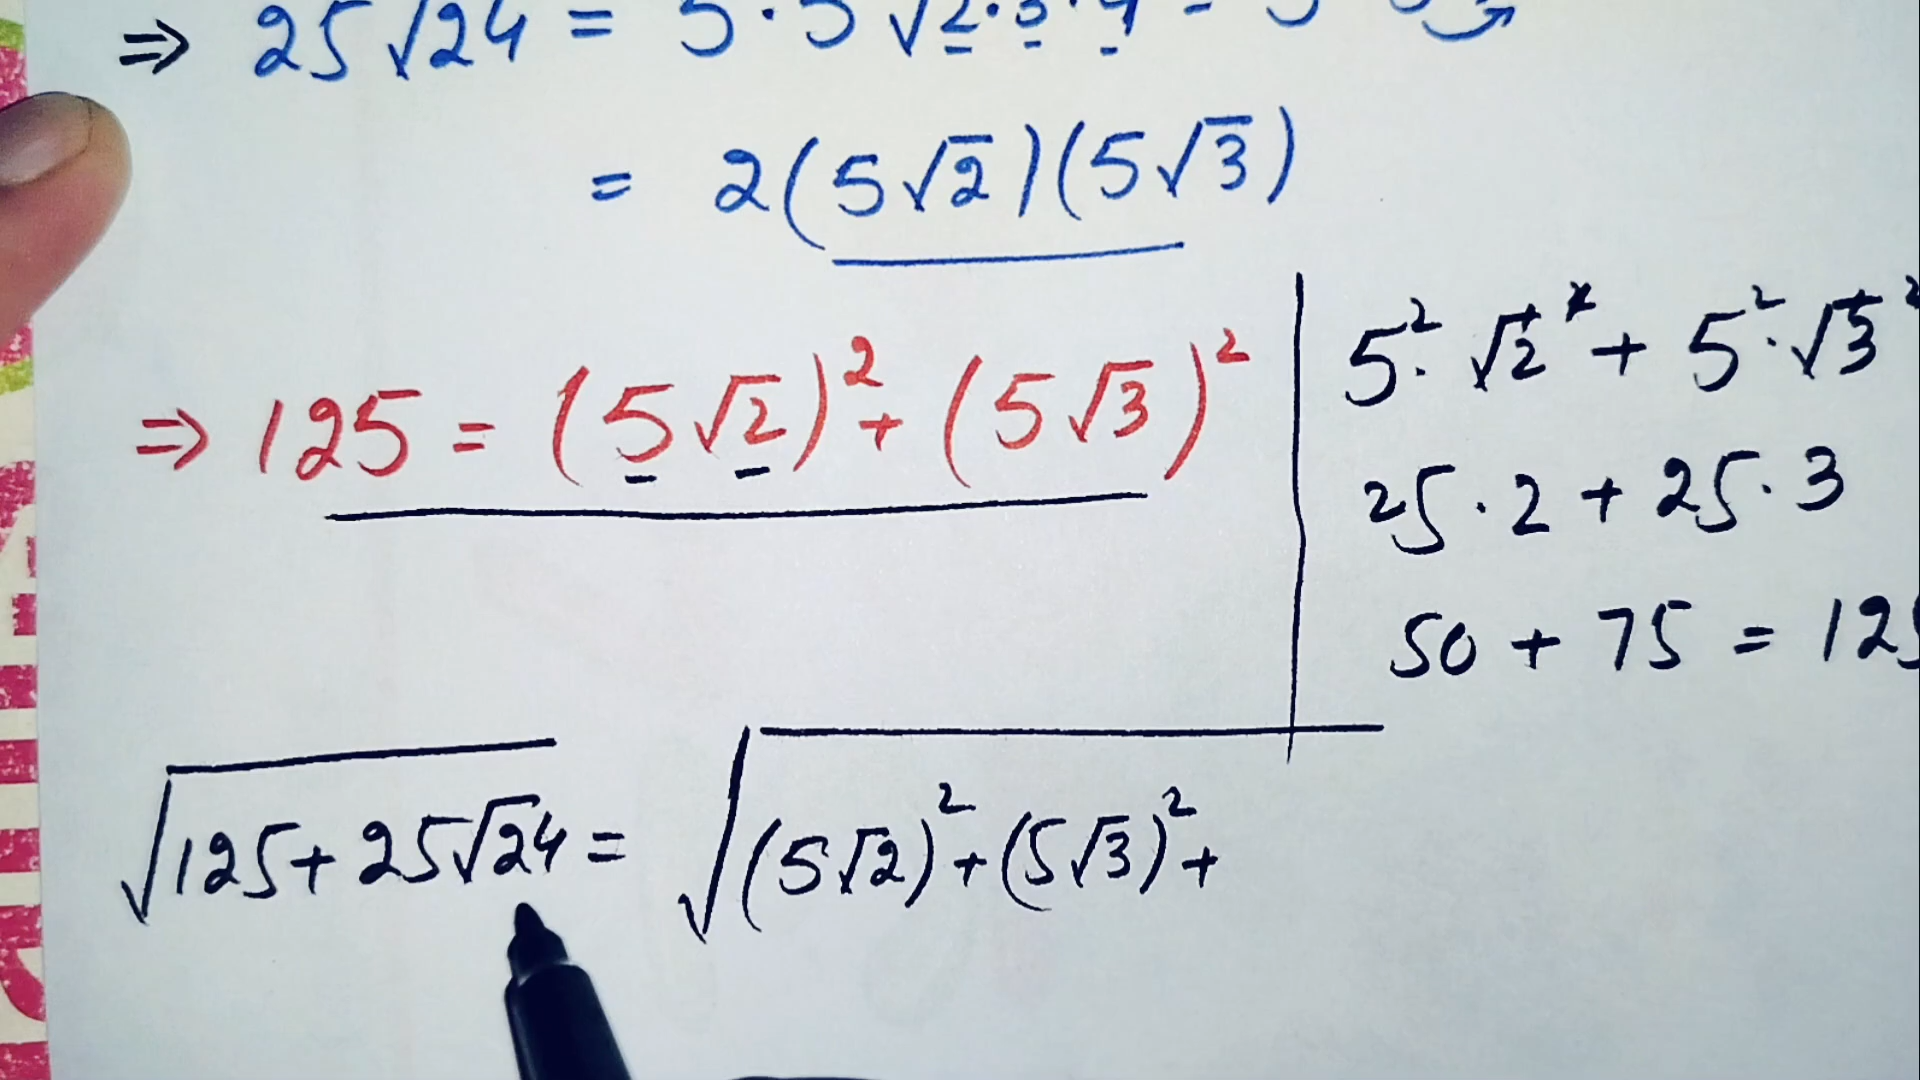 ⇒ 25√24 = 5·5√2·3·4 =
= 2(5√2)(5√3)
⇒ 125 = (5√2)² + (5√3)²
5²·√2² + 5²·√3²
25·2 + 25·3
50 + 75 = 125
√125+25√24 = √(5√2)²+(5√3)²+